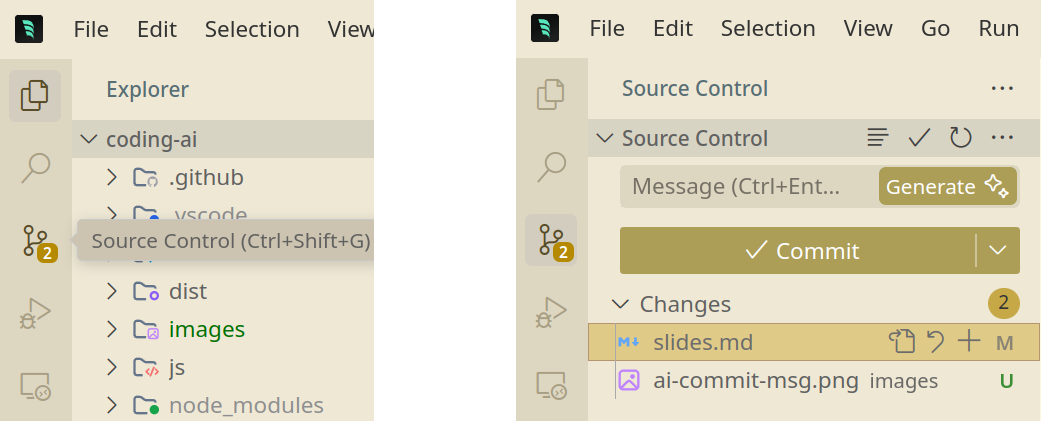 File Edit Selection View
Explorer
coding-ai
.github
.vscode
Source Control (Ctrl+Shift+G)
2
dist
images
js
node_modules
File Edit Selection View Go Run
Source Control
Source Control
Message (Ctrl+Ent... Generate
2
Commit
Changes 2
M↓ slides.md M
ai-commit-msg.png images U